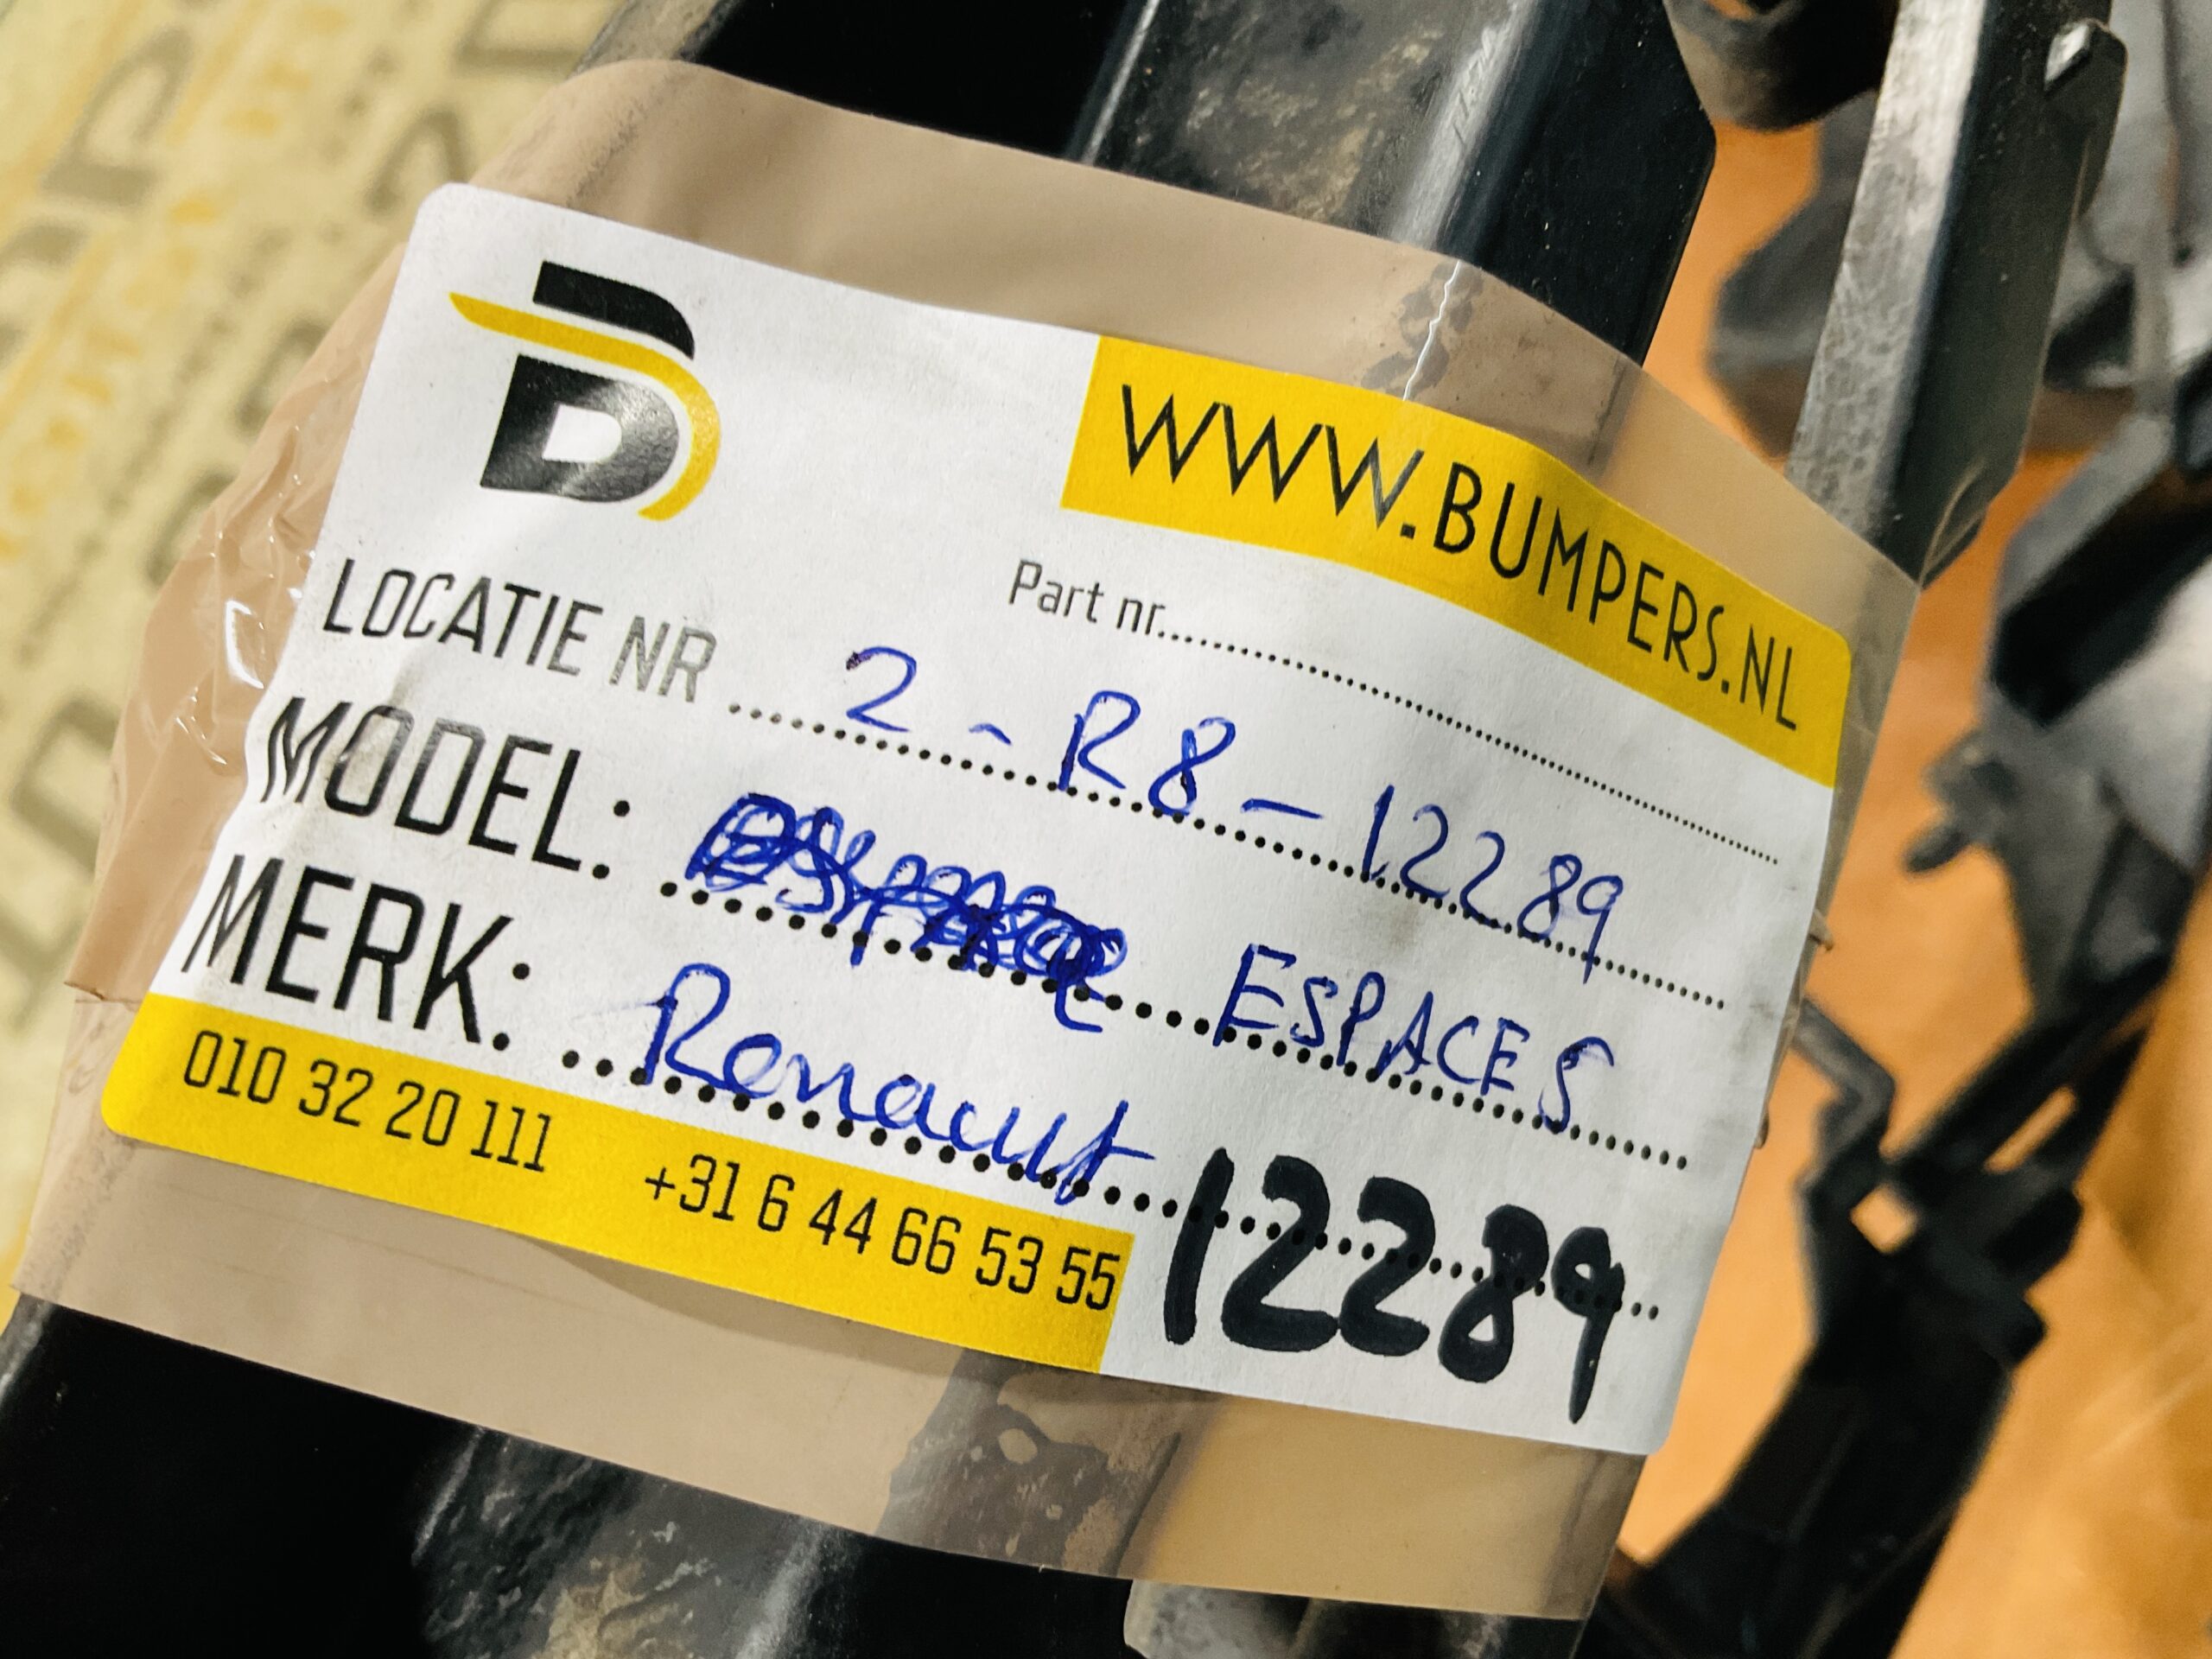 B
WWW.BUMPERS.NL
Part nr..........
LOCATIE NR .......... 2 - R8 - 12289
MODEL: .......... ESPACE 5
MERK: .......... Renault
12289
010 32 20 111 +31 6 44 66 53 55